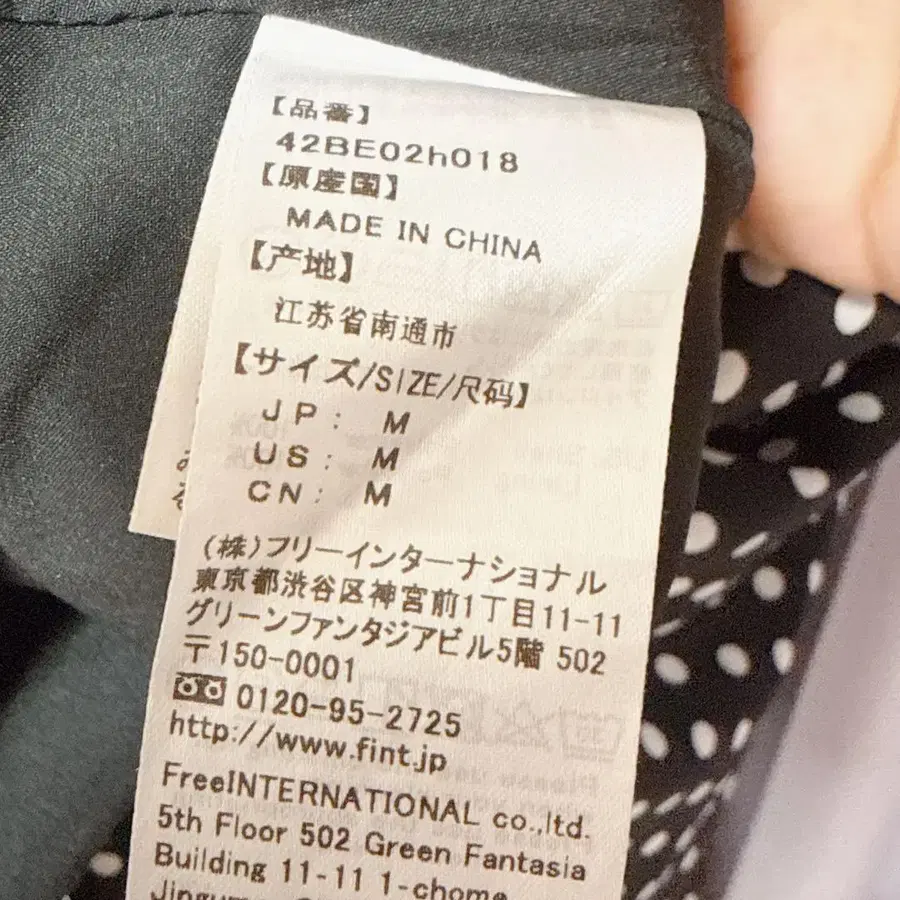 【品番】
42BE02h018
【原産国】
MADE IN CHINA
【产地】
江苏省南通市
【サイズ/SIZE/尺码】
JP: M
US: M
CN: M
(株)フリーインターナショナル
東京都渋谷区神宮前1丁目11-11
グリーンファンタジアビル5階 502
〒150-0001
0120-95-2725
http://www.fint.jp
FreeINTERNATIONAL co.,ltd.
5th Floor 502 Green Fantasia
Building 11-11 1-chome